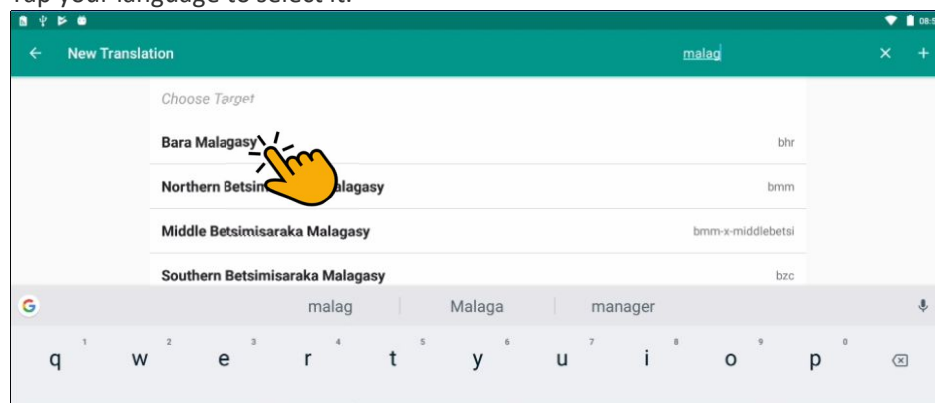 Tap your language to select it.
08:5
New Translation malag
Choose Target
Bara Malagasy bhr
Northern Betsim alagasy bmm
Middle Betsimisaraka Malagasy bmm-x-middlebetsi
Southern Betsimisaraka Malagasy bzc
malag Malaga manager
1 2 3 4 5 6 7 8 9 0
q w e r t y u i o p